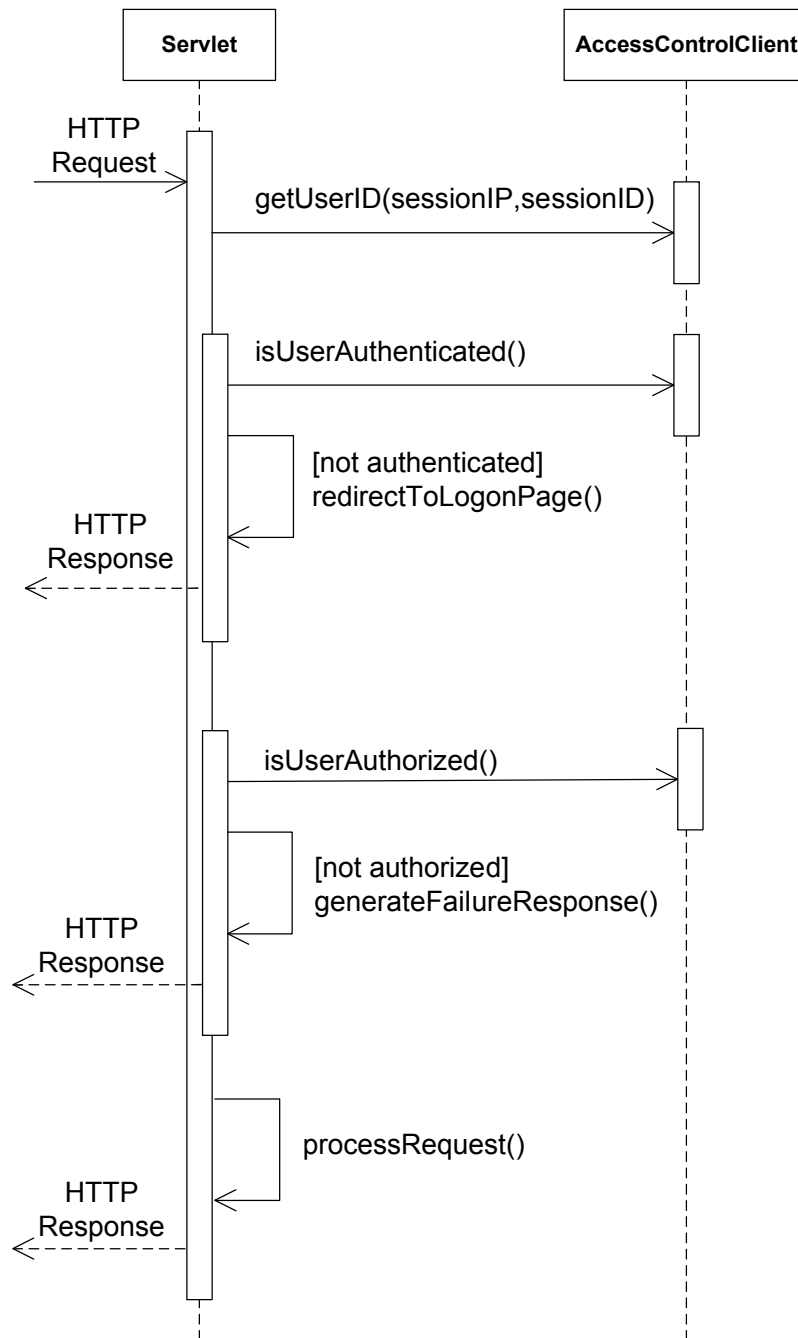 Servlet
AccessControlClient
HTTP
Request
getUserID(sessionIP,sessionID)
isUserAuthenticated()
[not authenticated]
redirectToLogonPage()
HTTP
Response
isUserAuthorized()
[not authorized]
generateFailureResponse()
HTTP
Response
processRequest()
HTTP
Response